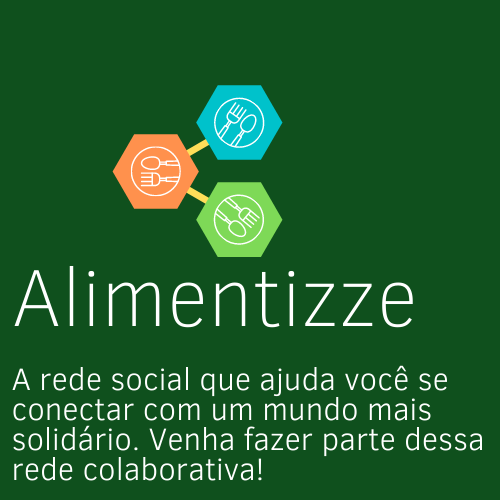 Alimentizze
A rede social que ajuda você se
conectar com um mundo mais
solidário. Venha fazer parte dessa
rede colaborativa!